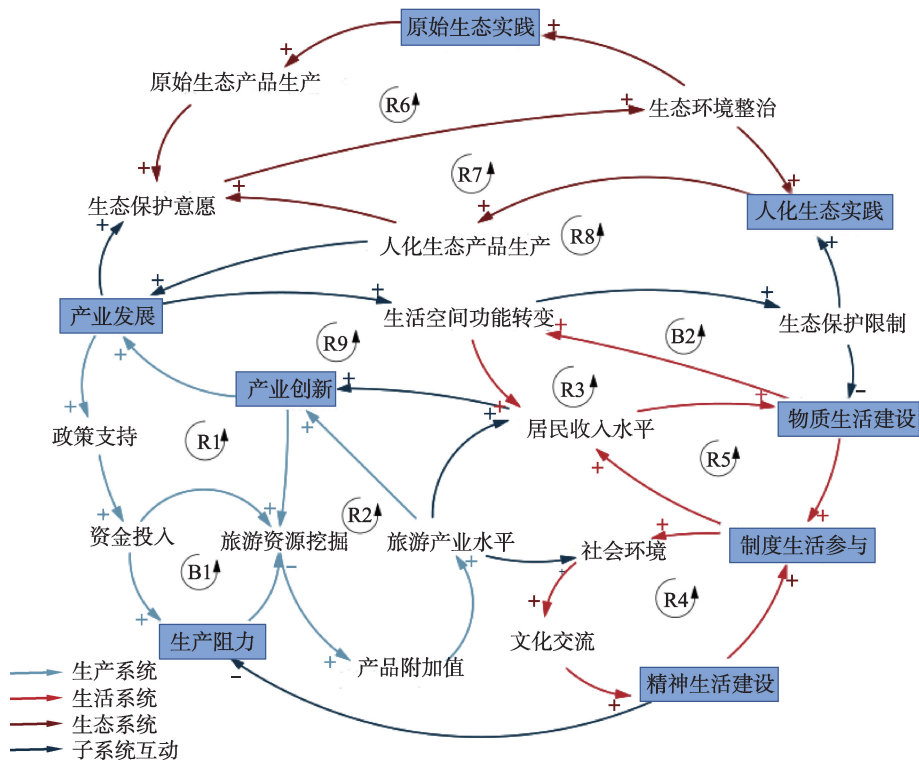 原始生态实践
原始生态产品生产
R6
生态环境整治
R7
生态保护意愿
人化生态实践
人化生态产品生产
R8
产业发展
生活空间功能转变
生态保护限制
R9
B2
产业创新
R3
政策支持
R1
居民收入水平
物质生活建设
R5
资金投入
旅游资源挖掘
R2
旅游产业水平
社会环境
制度生活参与
B1
R4
生产阻力
产品附加值
文化交流
精神生活建设
生产系统
生活系统
生态系统
子系统互动